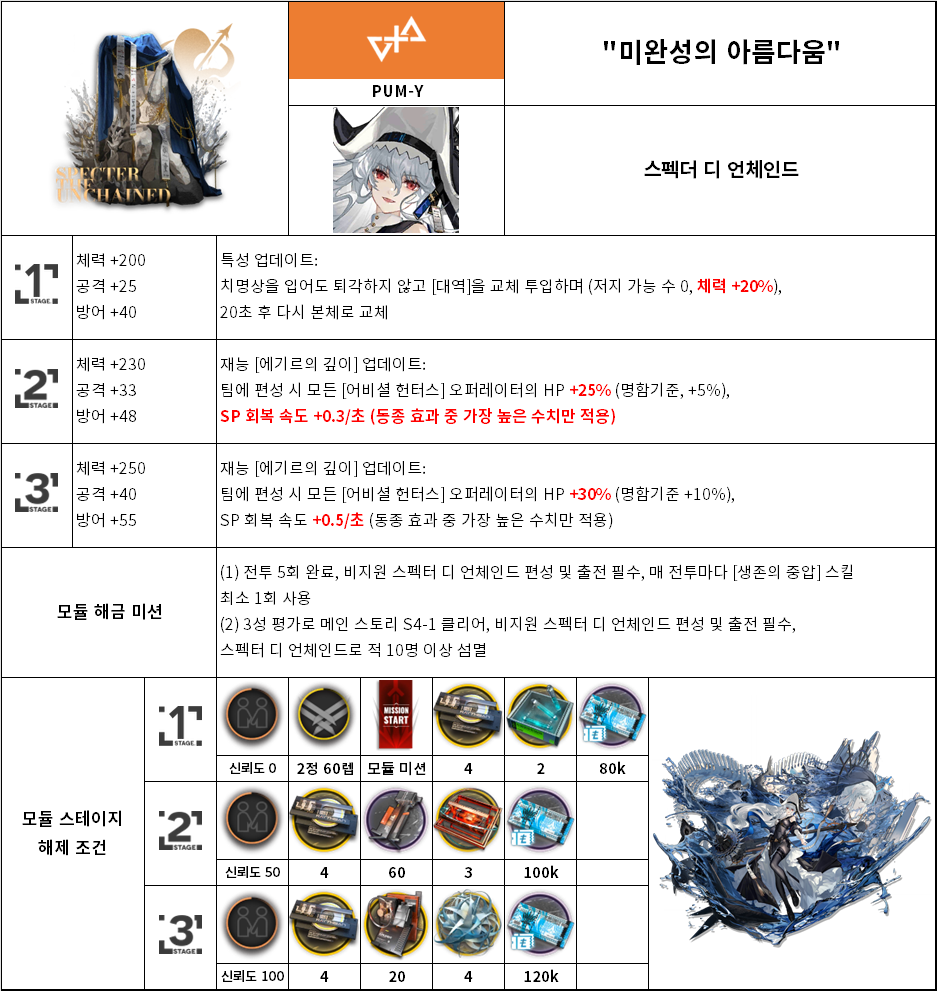 "미완성의 아름다움"
PUM-Y
SPECTER
THE
UNCHAINED
스펙더 디 언체인드
1
STAGE.
체력 +200
공격 +25
방어 +40
특성 업데이트:
치명상을 입어도 퇴각하지 않고 [대역]을 교체 투입하며 (저지 가능 수 0, 체력 +20%),
20초 후 다시 본체로 교체
2
STAGE.
체력 +230
공격 +33
방어 +48
재능 [에기르의 깊이] 업데이트:
팀에 편성 시 모든 [어비셜 헌터스] 오퍼레이터의 HP +25% (명함기준, +5%),
SP 회복 속도 +0.3/초 (동종 효과 중 가장 높은 수치만 적용)
3
STAGE.
체력 +250
공격 +40
방어 +55
재능 [에기르의 깊이] 업데이트:
팀에 편성 시 모든 [어비셜 헌터스] 오퍼레이터의 HP +30% (명함기준 +10%),
SP 회복 속도 +0.5/초 (동종 효과 중 가장 높은 수치만 적용)
모듈 해금 미션
(1) 전투 5회 완료, 비지원 스펙터 디 언체인드 편성 및 출전 필수, 매 전투마다 [생존의 중압] 스킬
최소 1회 사용
(2) 3성 평가로 메인 스토리 S4-1 클리어, 비지원 스펙터 디 언체인드 편성 및 출전 필수,
스펙터 디 언체인드로 적 10명 이상 섬멸
모듈 스테이지
해제 조건
1
STAGE.
MISSION
START
신뢰도 0 2정 60렙 모듈 미션 4 2 80k
2
STAGE.
신뢰도 50 4 60 3 100k
3
STAGE.
신뢰도 100 4 20 4 120k